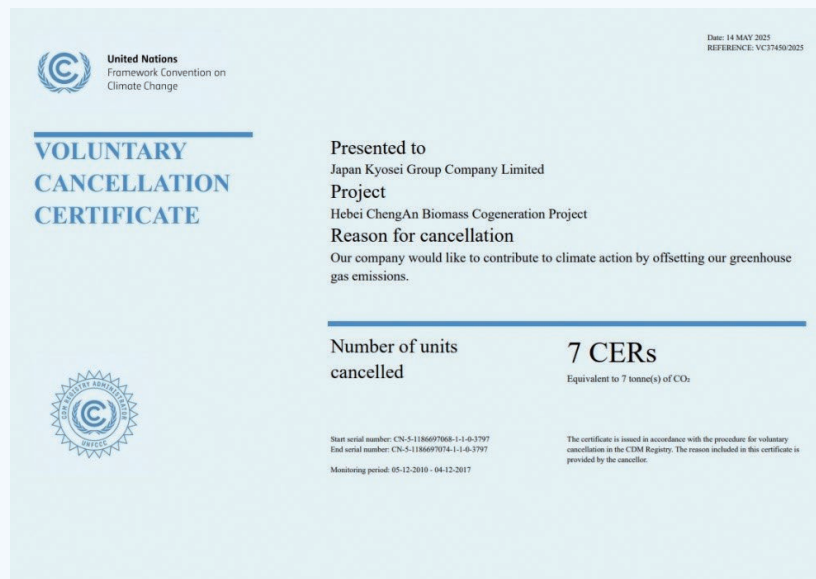 Date: 14 MAY 2025
REFERENCE: VC37450/2025
United Nations
Framework Convention on
Climate Change
VOLUNTARY
CANCELLATION
CERTIFICATE
Presented to
Japan Kyosei Group Company Limited
Project
Hebei ChengAn Biomass Cogeneration Project
Reason for cancellation
Our company would like to contribute to climate action by offsetting our greenhouse
gas emissions.
Number of units
cancelled
7 CERs
Equivalent to 7 tonne(s) of CO₂
CDM REGISTRY ADMINISTRATOR
UNFCCC
Start serial number: CN-5-1186697068-1-1-0-3797
End serial number: CN-5-1186697074-1-1-0-3797
Monitoring period: 05-12-2010 - 04-12-2017
The certificate is issued in accordance with the procedure for voluntary
cancellation in the CDM Registry. The reason included in this certificate is
provided by the cancellor.